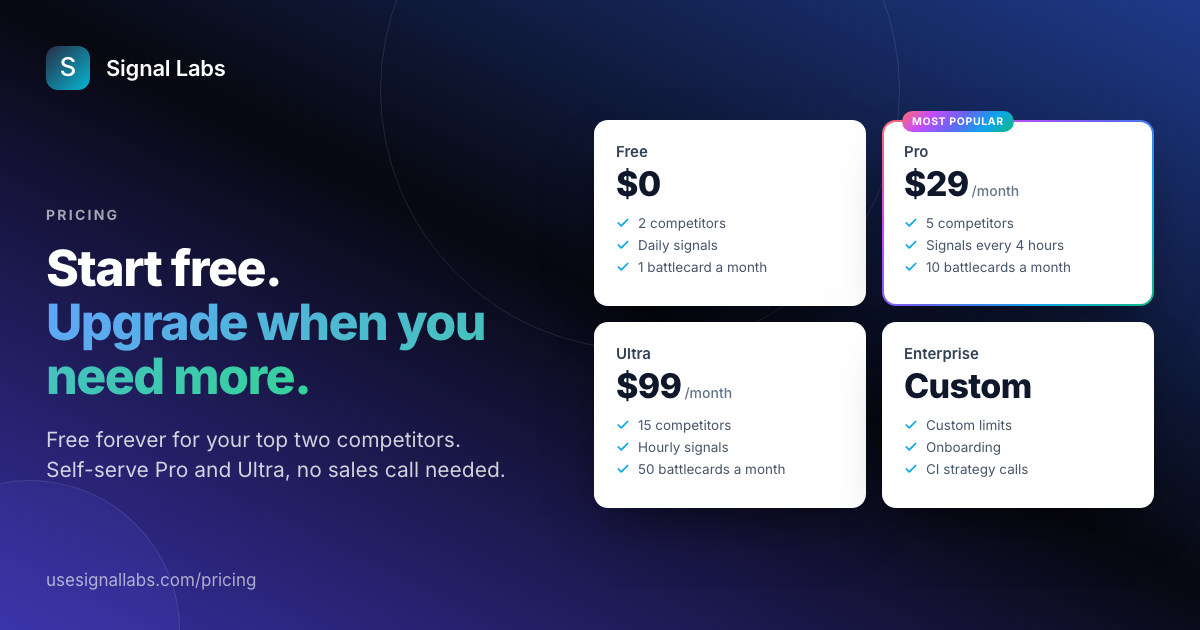 S
Signal Labs
PRICING
Start free.
Upgrade when you
need more.
Free forever for your top two competitors.
Self-serve Pro and Ultra, no sales call needed.
usesignallabs.com/pricing
Free
$0
2 competitors
Daily signals
1 battlecard a month
MOST POPULAR
Pro
$29 /month
5 competitors
Signals every 4 hours
10 battlecards a month
Ultra
$99 /month
15 competitors
Hourly signals
50 battlecards a month
Enterprise
Custom
Custom limits
Onboarding
CI strategy calls